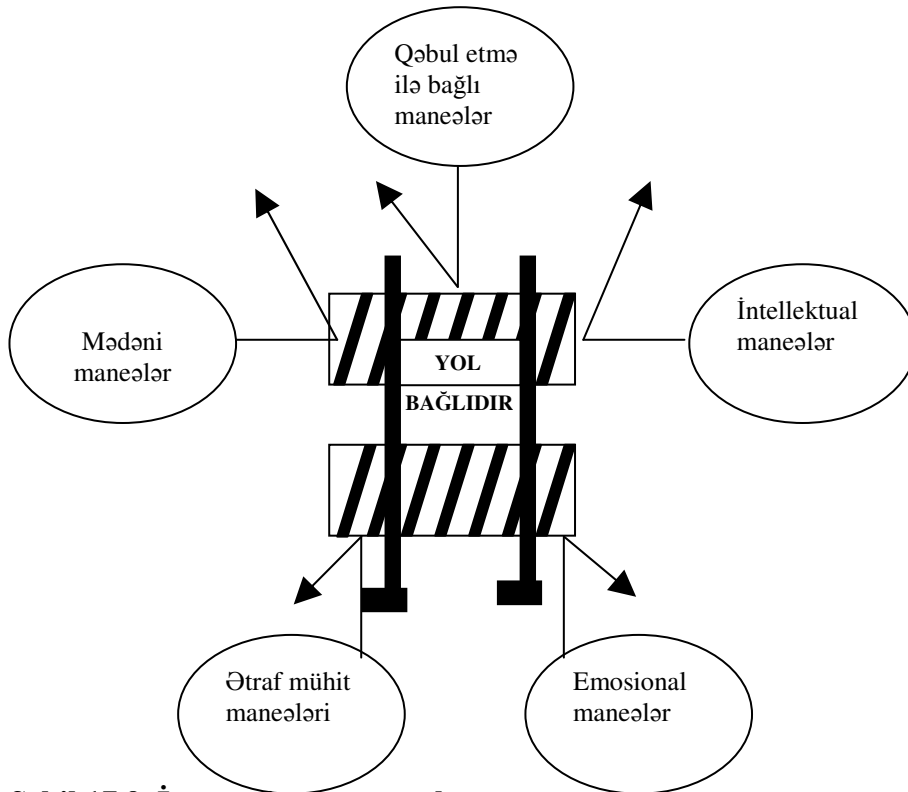 Qəbul etmə
ilə bağlı
maneələr
Mədəni
maneələr
İntellektual
maneələr
YOL
BAĞLIDIR
Ətraf mühit
maneələri
Emosional
maneələr